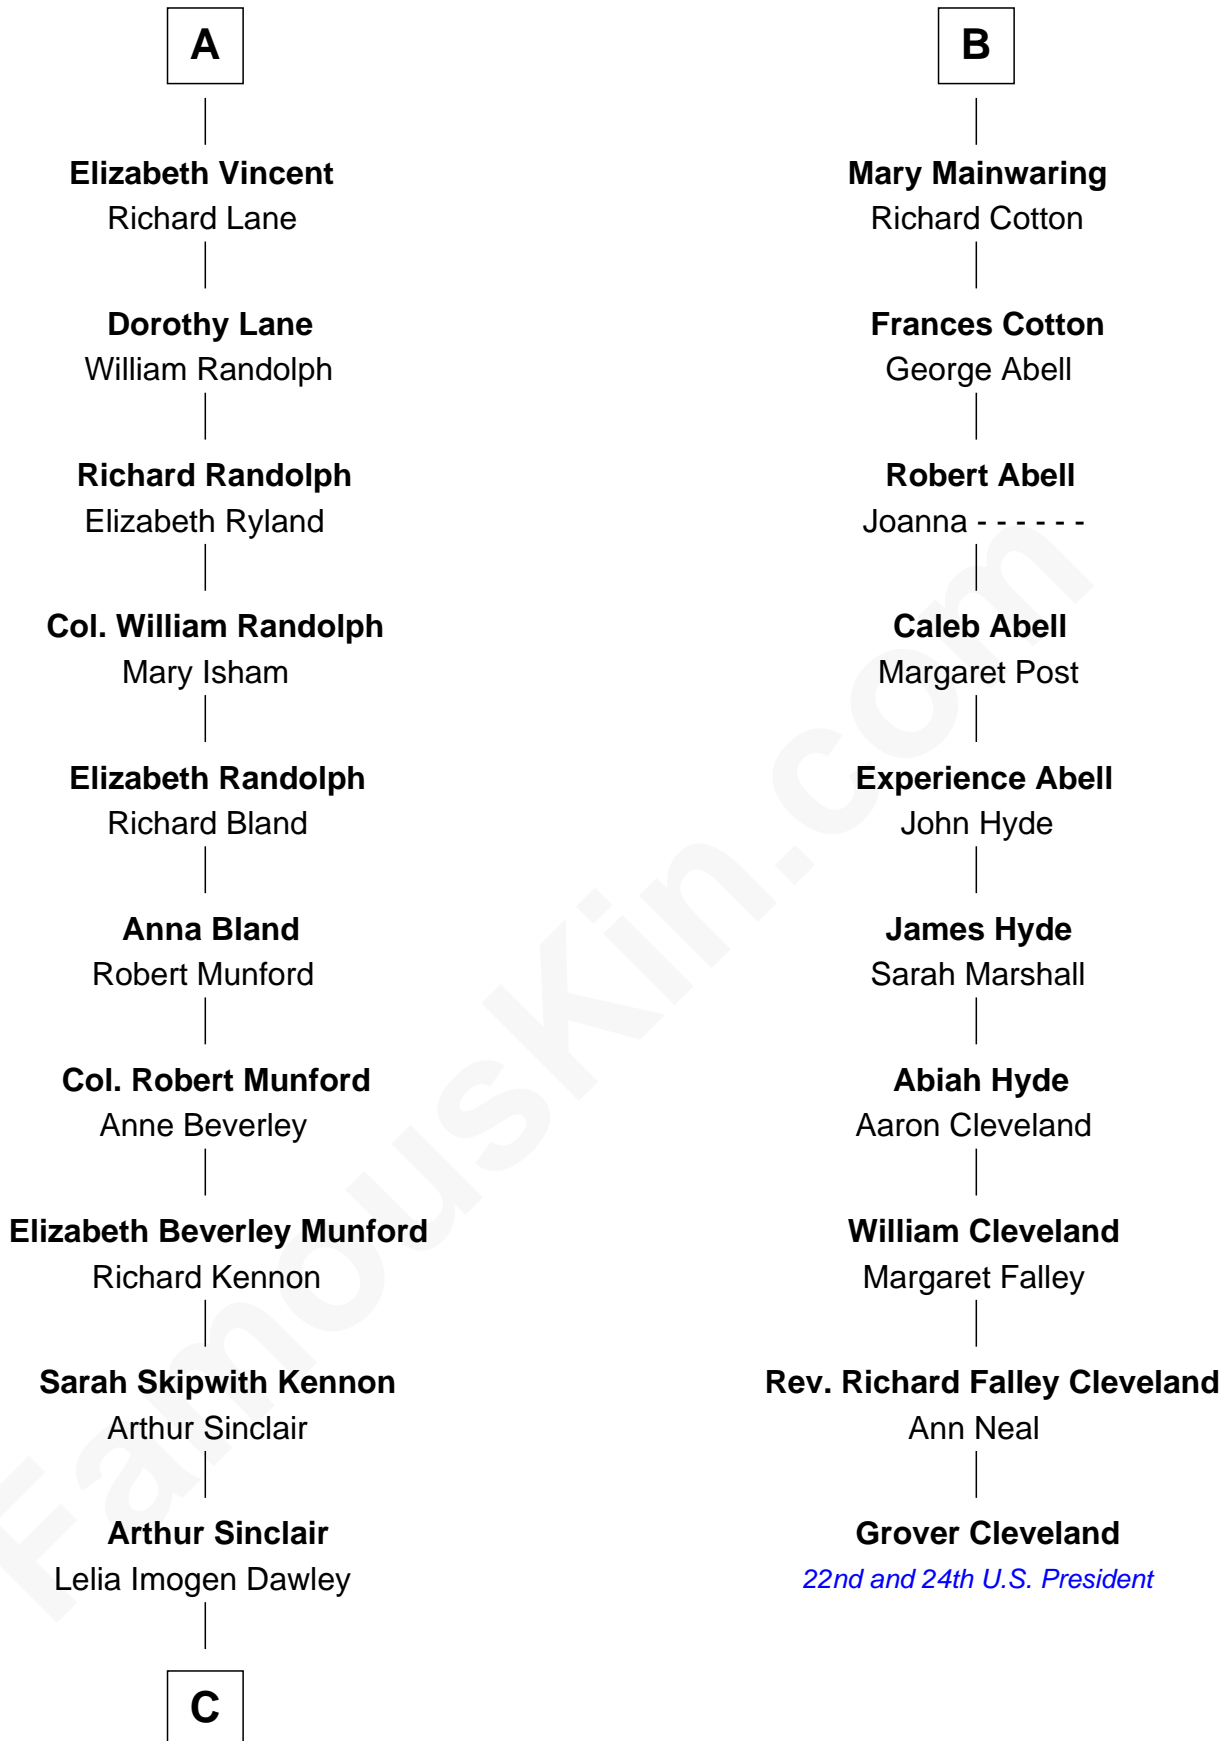 A
Elizabeth Vincent
Richard Lane
Dorothy Lane
William Randolph
Richard Randolph
Elizabeth Ryland
Col. William Randolph
Mary Isham
Elizabeth Randolph
Richard Bland
Anna Bland
Robert Munford
Col. Robert Munford
Anne Beverley
Elizabeth Beverley Munford
Richard Kennon
Sarah Skipwith Kennon
Arthur Sinclair
Arthur Sinclair
Lelia Imogen Dawley
C
B
Mary Mainwaring
Richard Cotton
Frances Cotton
George Abell
Robert Abell
Joanna - - - - - -
Caleb Abell
Margaret Post
Experience Abell
John Hyde
James Hyde
Sarah Marshall
Abiah Hyde
Aaron Cleveland
William Cleveland
Margaret Falley
Rev. Richard Falley Cleveland
Ann Neal
Grover Cleveland
22nd and 24th U.S. President
FamousKin.com